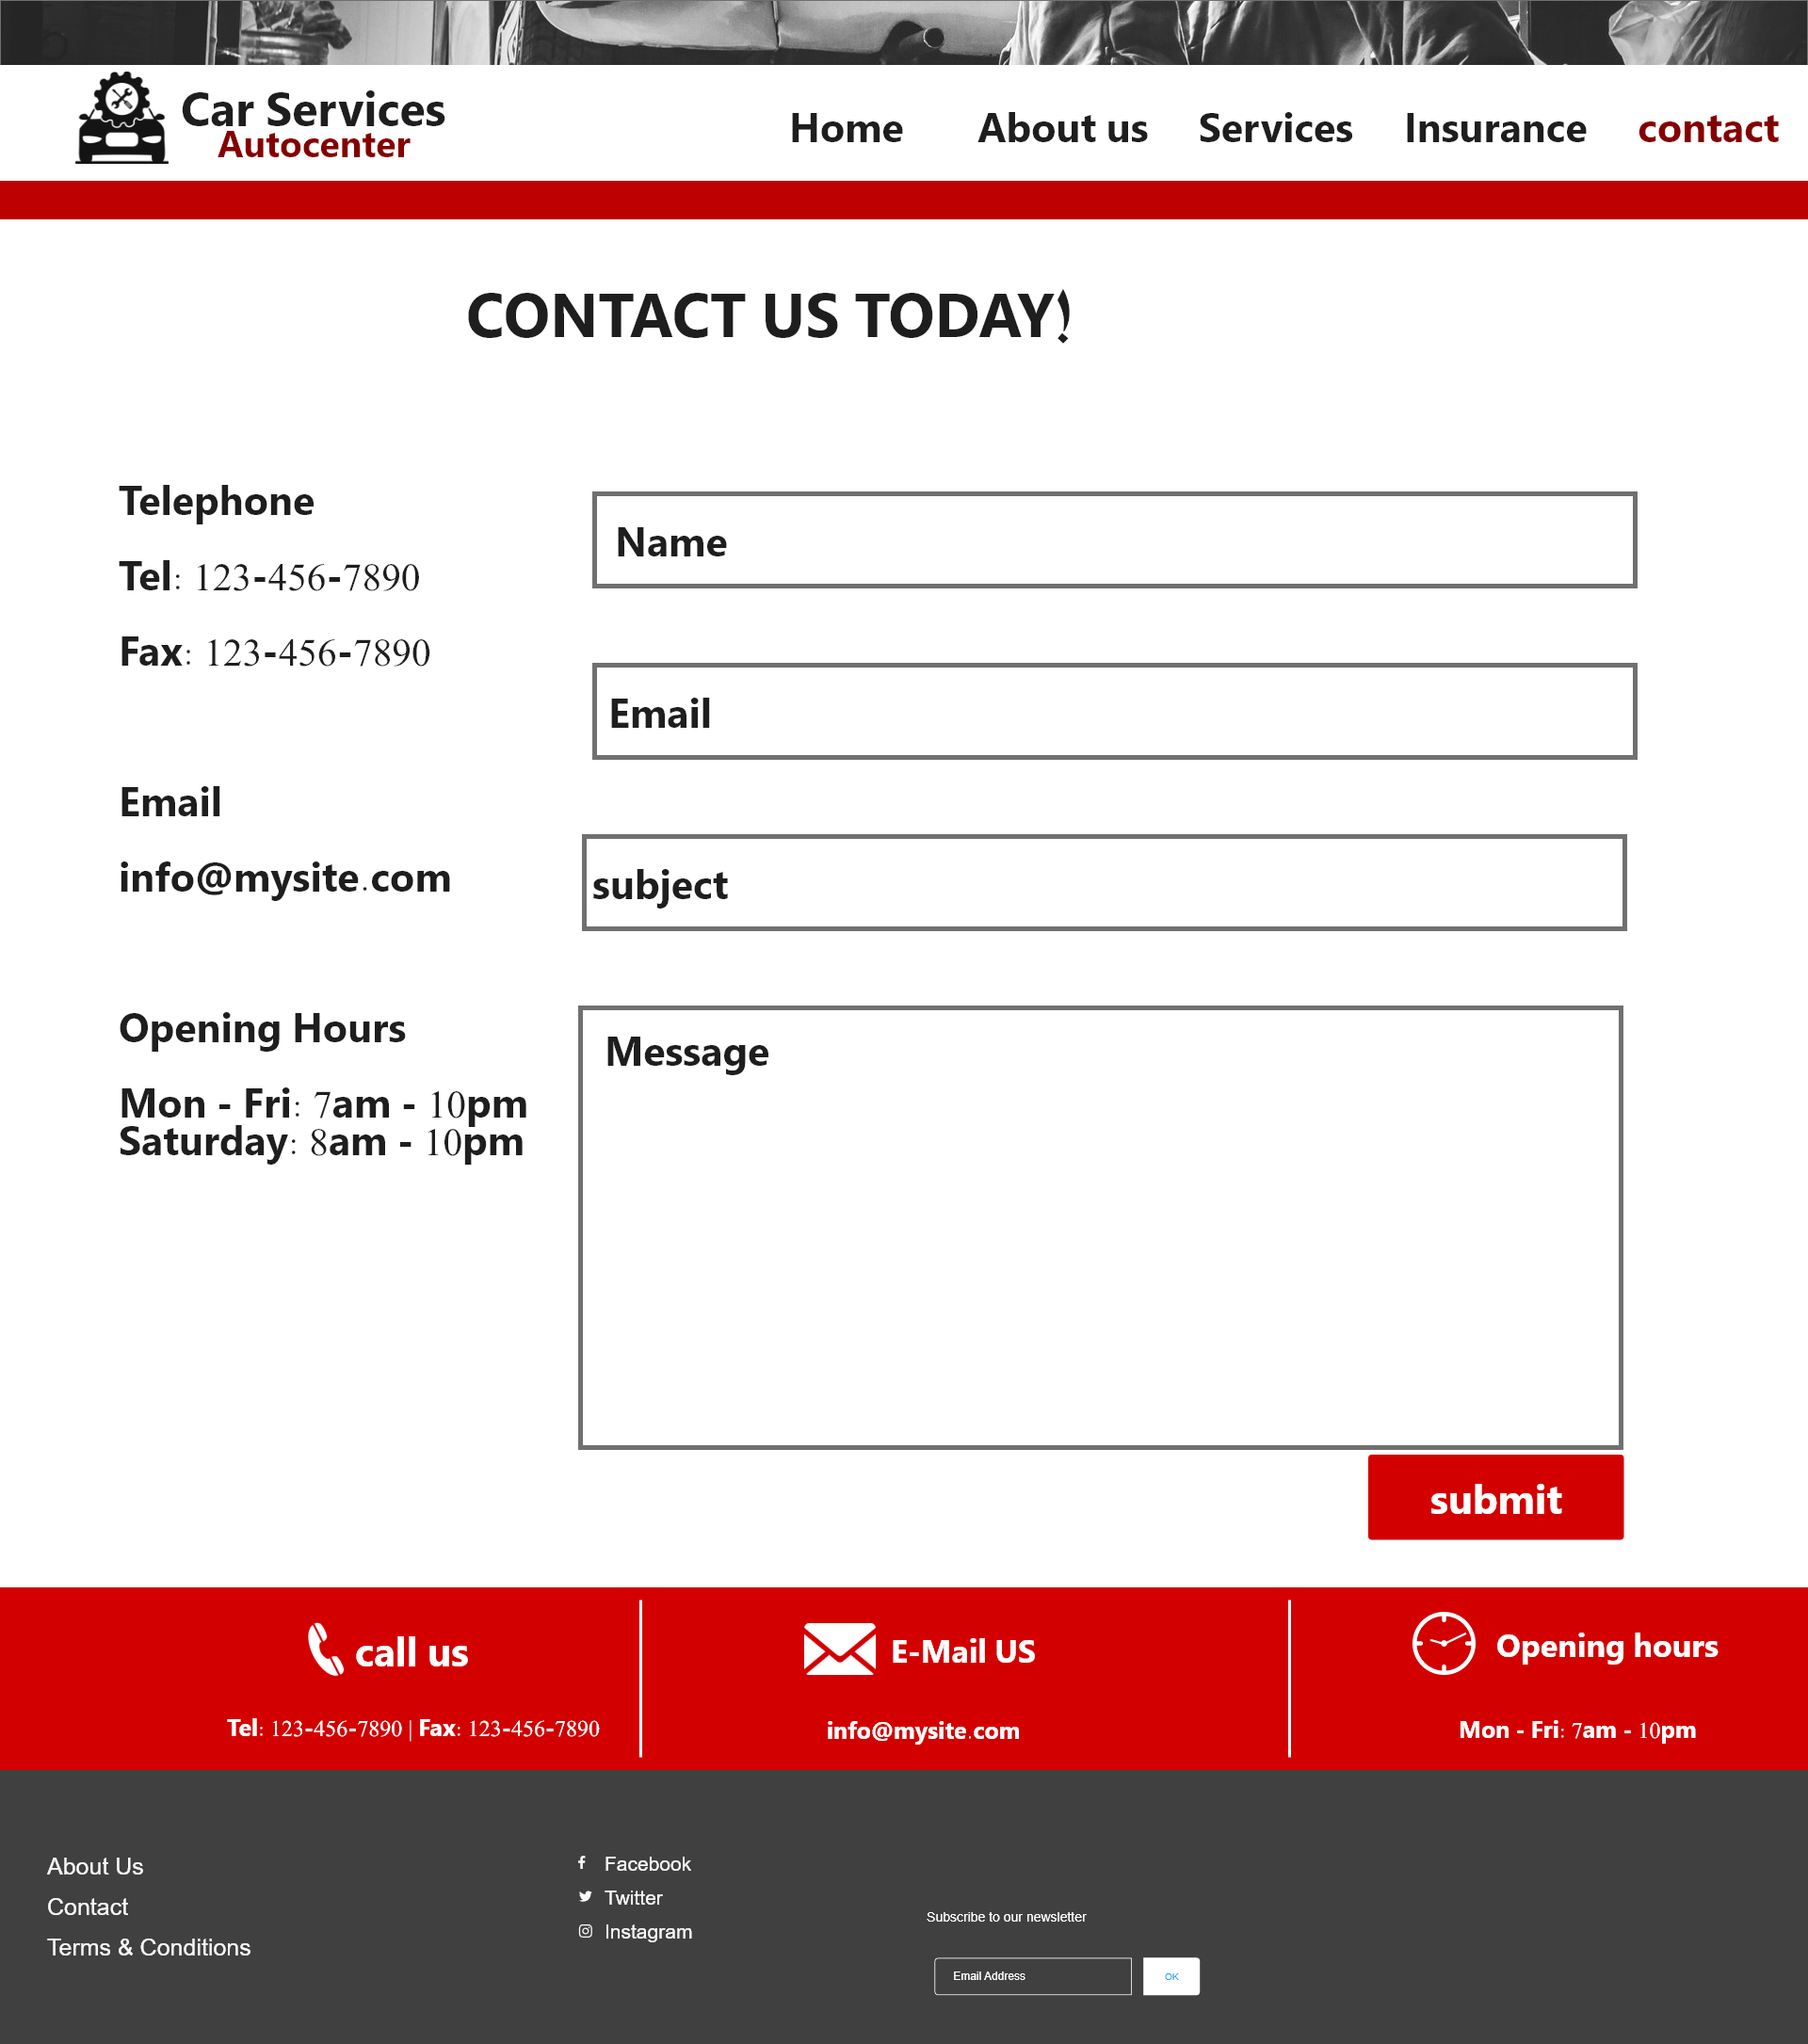 Car Services
Autocenter
Home About us Services Insurance contact
CONTACT US TODAY!
Telephone
Tel: 123-456-7890
Fax: 123-456-7890
Email
info@mysite.com
Opening Hours
Mon - Fri: 7am - 10pm
Saturday: 8am - 10pm
Name
Email
subject
Message
submit
call us
Tel: 123-456-7890 | Fax: 123-456-7890
E-Mail US
info@mysite.com
Opening hours
Mon - Fri: 7am - 10pm
About Us
Contact
Terms & Conditions
Facebook
Twitter
Instagram
Subscribe to our newsletter
Email Address
OK